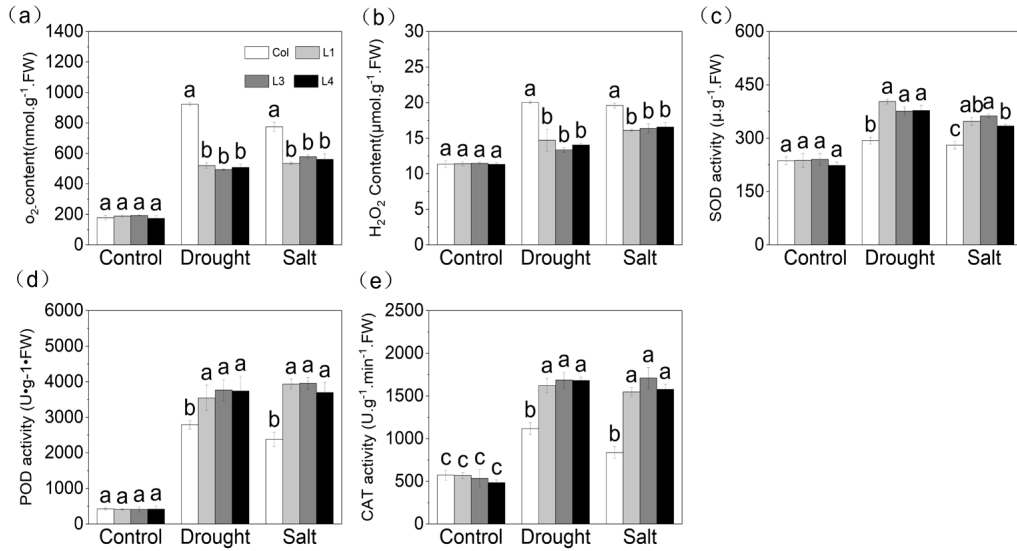 (a)
o₂-content(nmol.g⁻¹.FW)
1400
1200
1000
800
600
400
200
0
Col L1
L3 L4
a a a a
a b b b
a b b b
Control Drought Salt
(b)
H₂O₂ Content(μmol.g⁻¹.FW)
30
25
20
15
10
5
0
a a a a
a b b b
a b b b
Control Drought Salt
(c)
SOD activity (μ.g⁻¹.FW)
600
450
300
150
0
a a a a
b a a a
c ab a b
Control Drought Salt
(d)
POD activity (U•g-1•FW)
6000
5000
4000
3000
2000
1000
0
a a a a
b a a a
b a a a
Control Drought Salt
(e)
CAT activity (U.g⁻¹.min⁻¹.FW)
2500
2000
1500
1000
500
0
c c c c
b a a a
b a a a
Control Drought Salt